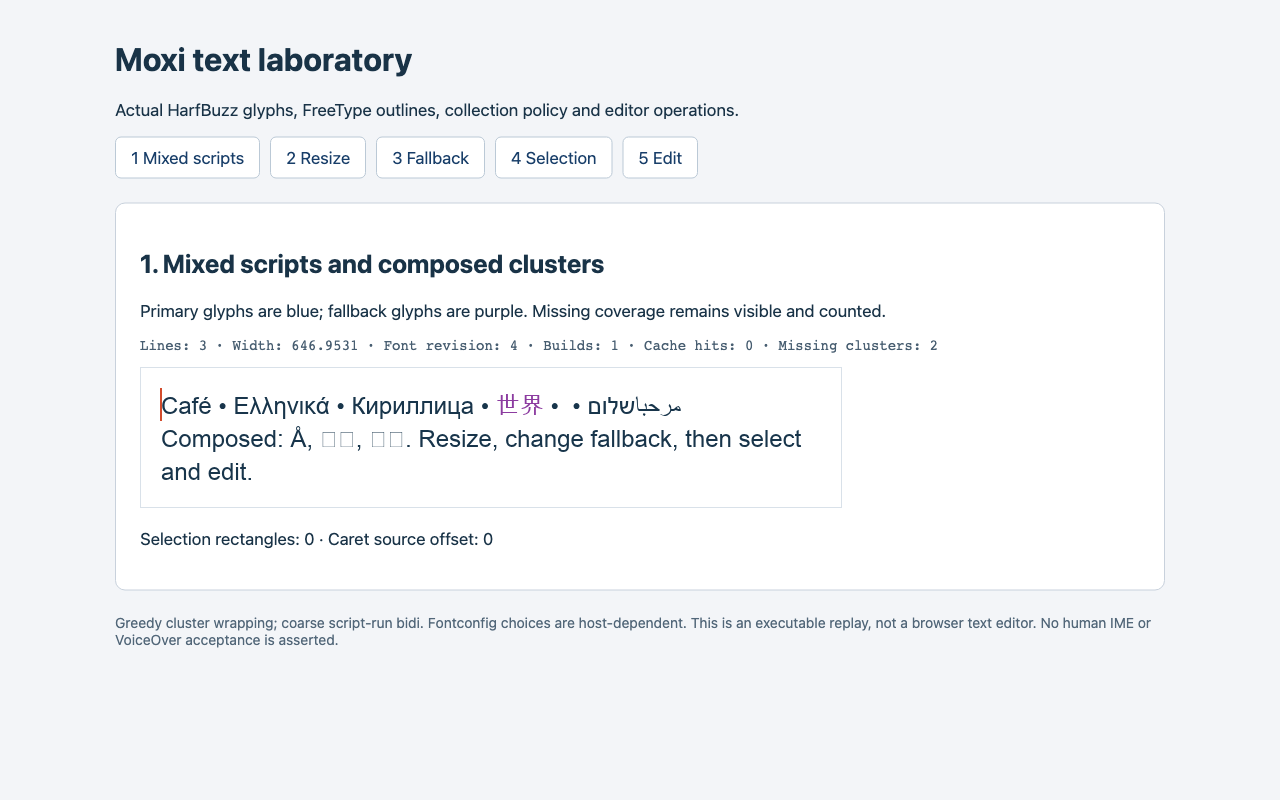 Moxi text laboratory
Actual HarfBuzz glyphs, FreeType outlines, collection policy and editor operations.
1 Mixed scripts
2 Resize
3 Fallback
4 Selection
5 Edit
1. Mixed scripts and composed clusters
Primary glyphs are blue; fallback glyphs are purple. Missing coverage remains visible and counted.
Lines: 3 · Width: 646.9531 · Font revision: 4 · Builds: 1 · Cache hits: 0 · Missing clusters: 2
Café • Ελληνικά • Кириллица • 世界 • • שלום مرحبا
Composed: Å, □□, □□. Resize, change fallback, then select
and edit.
Selection rectangles: 0 · Caret source offset: 0
Greedy cluster wrapping; coarse script-run bidi. Fontconfig choices are host-dependent. This is an executable replay, not a browser text editor. No human IME or
VoiceOver acceptance is asserted.